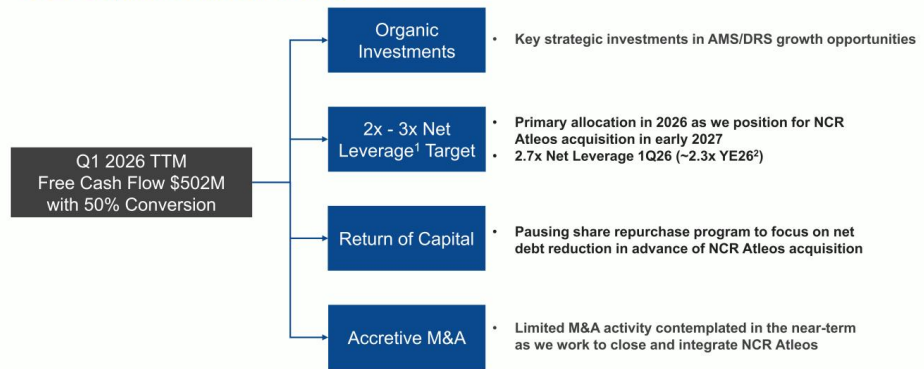 Organic
Investments
• Key strategic investments in AMS/DRS growth opportunities
2x - 3x Net
Leverage¹ Target
• Primary allocation in 2026 as we position for NCR
Atleos acquisition in early 2027
• 2.7x Net Leverage 1Q26 (~2.3x YE26²)
Q1 2026 TTM
Free Cash Flow $502M
with 50% Conversion
Return of Capital
• Pausing share repurchase program to focus on net
debt reduction in advance of NCR Atleos acquisition
Accretive M&A
• Limited M&A activity contemplated in the near-term
as we work to close and integrate NCR Atleos